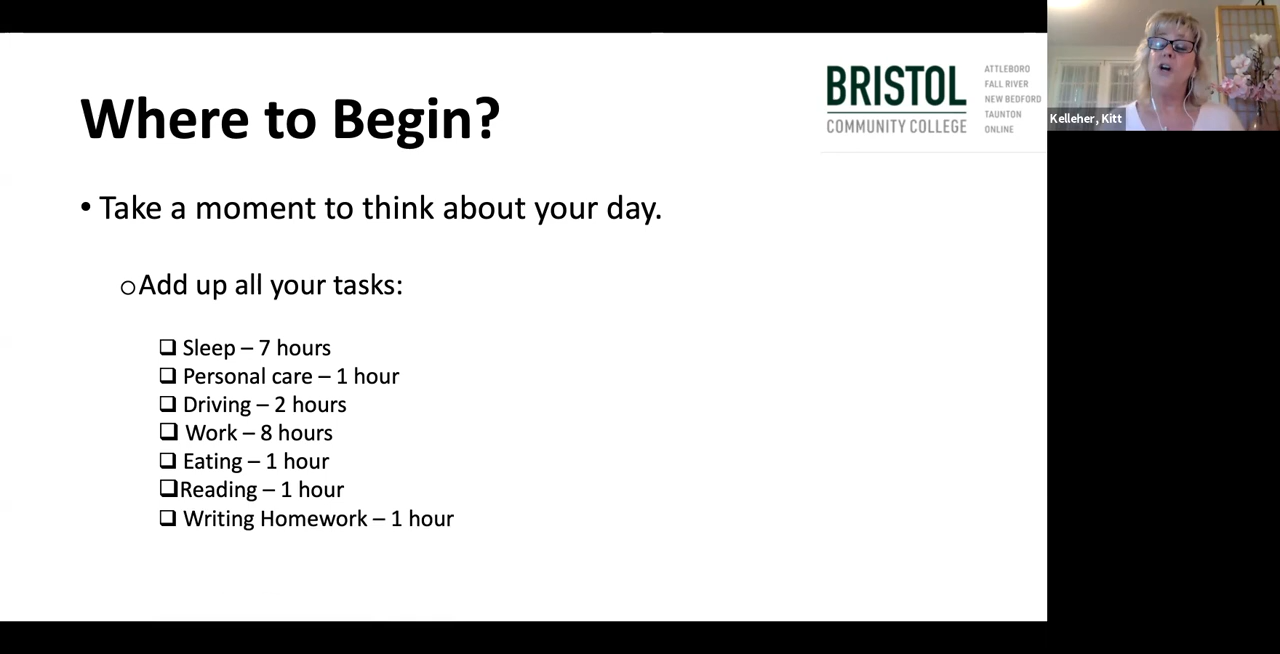 Where to Begin?
• Take a moment to think about your day.
○Add up all your tasks:
❑ Sleep – 7 hours
❑ Personal care – 1 hour
❑ Driving – 2 hours
❑ Work – 8 hours
❑ Eating – 1 hour
❑Reading – 1 hour
❑ Writing Homework – 1 hour
BRISTOL
COMMUNITY COLLEGE
ATTLEBORO
FALL RIVER
NEW BEDFORD
TAUNTON
ONLINE
Kelleher, Kitt